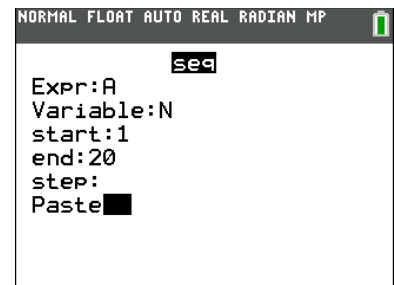 NORMAL FLOAT AUTO REAL RADIAN MP
seq
Expr:A
Variable:N
start:1
end:20
step:
Paste